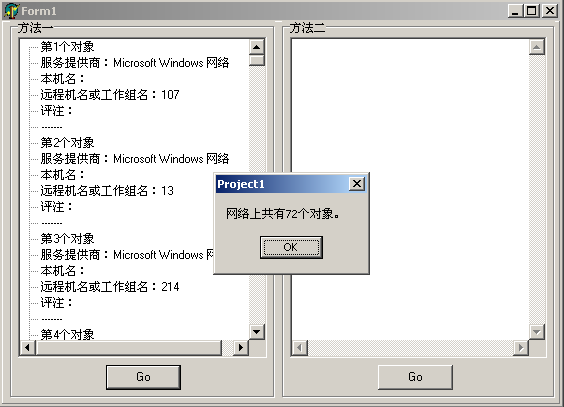 Form1
方法一
第1个对象
服务提供商：Microsoft Windows 网络
本机名：
远程机名或工作组名：107
评注：
-------
第2个对象
服务提供商：Microsoft Windows 网络
本机名：
远程机名或工作组名：13
评注：
-------
第3个对象
服务提供商：Microsoft Windows 网
本机名：
远程机名或工作组名：214
评注：
-------
第4个对象
Go
方法二
Go
Project1
网络上共有72个对象。
OK